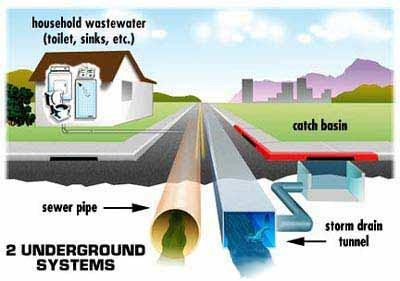 household wastewater
(toilet, sinks, etc.)
catch basin
sewer pipe
storm drain
tunnel
2 UNDERGROUND
SYSTEMS